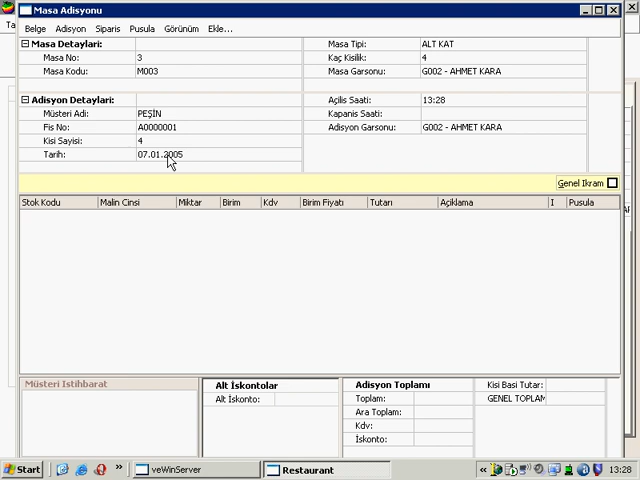 Masa Adisyonu
Belge Adisyon Siparis Pusula Görünüm Ekle...
Masa Detaylari:
Masa No: 3
Masa Kodu: M003
Masa Tipi: ALT KAT
Kaç Kisilik: 4
Masa Garsonu: G002 - AHMET KARA
Adisyon Detaylari:
Müsteri Adi: PEŞİN
Fis No: A0000001
Kisi Sayisi: 4
Tarih: 07.01.2005
Açilis Saati: 13:28
Kapanis Saati:
Adisyon Garsonu: G002 - AHMET KARA
Genel Ikram
Stok Kodu Malin Cinsi Miktar Birim Kdv Birim Fiyatı Tutarı Açıklama I Pusula
Müsteri Istihbarat
Alt İskontolar
Alt İskonto:
Adisyon Toplamı
Toplam:
Ara Toplam:
Kdv:
İskonto:
Kisi Basi Tutar:
GENEL TOPLAM
Start » veWinServer Restaurant « 13:28